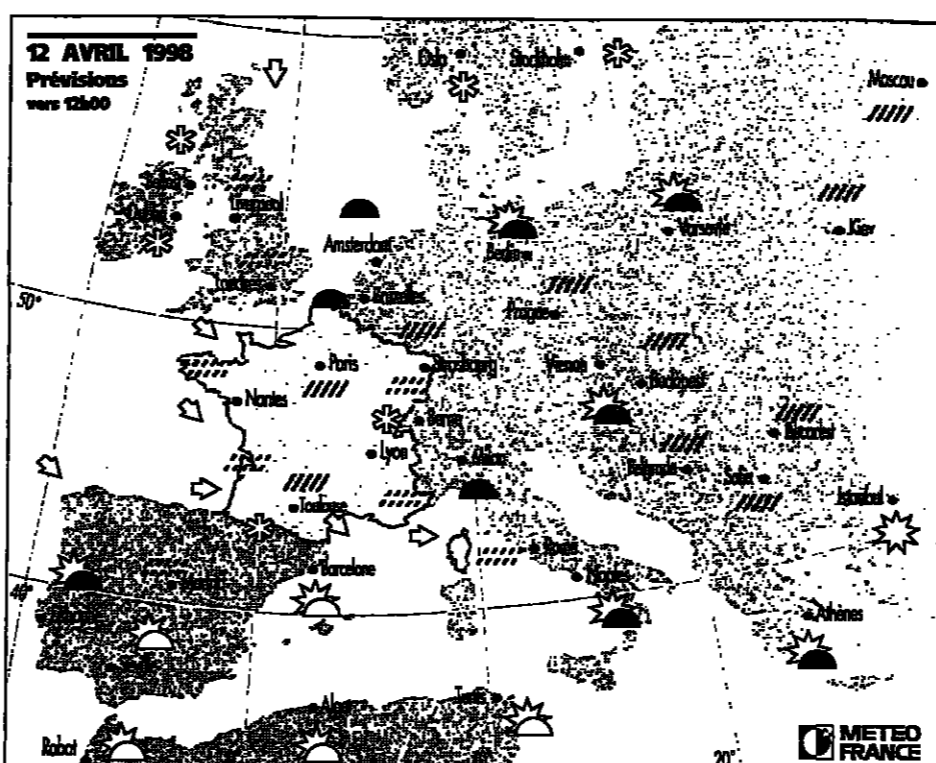 12 AVRIL 1998
Prévisions
vers 12h00
Oslo
Stockholm
Moscou
Liverpool
Amsterdam
Berlin
Varsovie
Kiev
Londres
Bruxelles
50°
Prague
Paris
Strasbourg
Vienne
Budapest
Nantes
Berne
Bucarest
Lyon
Milan
Belgrade
Sofia
Istanbul
Toulouse
Rome
Barcelone
Naples
40°
Athènes
Alger
Tunis
Rabat
20°
METEO
FRANCE